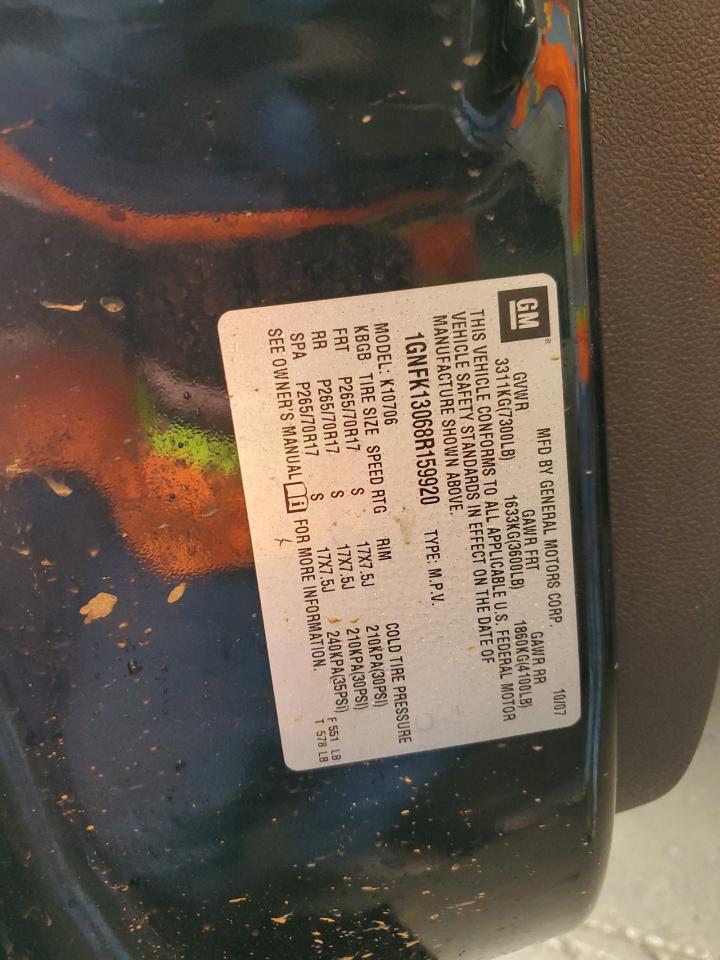 GM
MFD BY GENERAL MOTORS CORP. 10/07
GVWR GAWR FRT GAWR RR
3311KG(7300LB) 1633KG(3600LB) 1860KG(4100LB)
THIS VEHICLE CONFORMS TO ALL APPLICABLE U.S. FEDERAL MOTOR
VEHICLE SAFETY STANDARDS IN EFFECT ON THE DATE OF
MANUFACTURE SHOWN ABOVE.
1GNFK13068R159920 TYPE: M.P.V.
MODEL: K10706
KBGB TIRE SIZE SPEED RTG RIM COLD TIRE PRESSURE
FRT P265/70R17 S 17X7.5J 210KPA(30PSI)
RR P265/70R17 S 17X7.5J 210KPA(30PSI)
SPA P265/70R17 S 17X7.5J 240KPA(35PSI) F 551 LB
SEE OWNER'S MANUAL i FOR MORE INFORMATION. T 578 LB